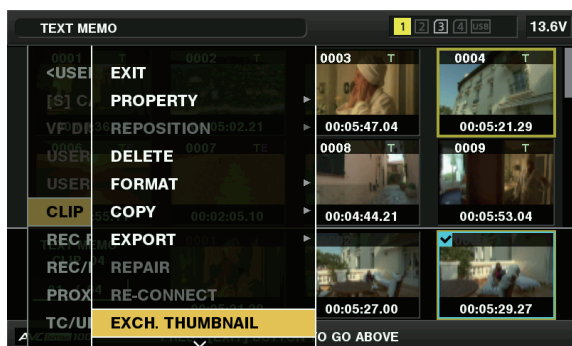 TEXT MEMO
1 2 3 4 USB
13.6V
0001 T
0002 T
0003 T
0004 T
<USE
EXIT
[S] C
PROPERTY
00:05:47.04
00:05:21.29
VF D
REPOSITION
:02.21
0006
0007 TE
0008 T
0009 T
USER
DELETE
USER
FORMAT
CLIP
COPY
00:02:05.10
00:04:44.21
00:05:53.04
REC
EXPORT
REC/
REPAIR
PROX
RE-CONNECT
00:05:27.00
00:05:29.27
TC/U
EXCH. THUMBNAIL
O GO ABOVE